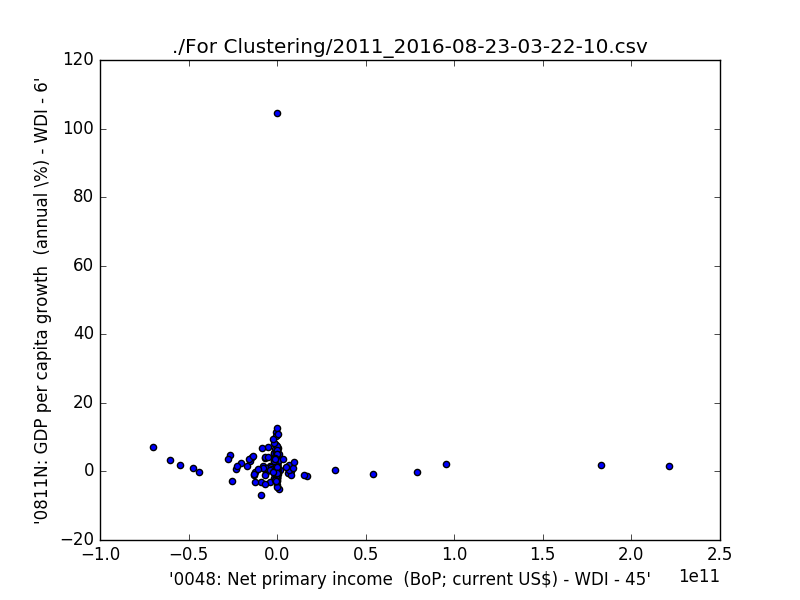 ./For Clustering/2011_2016-08-23-03-22-10.csv
120
100
80
60
40
20
0
−20
'0811N: GDP per capita growth  (annual \%) - WDI - 6'
−1.0 −0.5 0.0 0.5 1.0 1.5 2.0 2.5
1e11
'0048: Net primary income  (BoP; current US$) - WDI - 45'